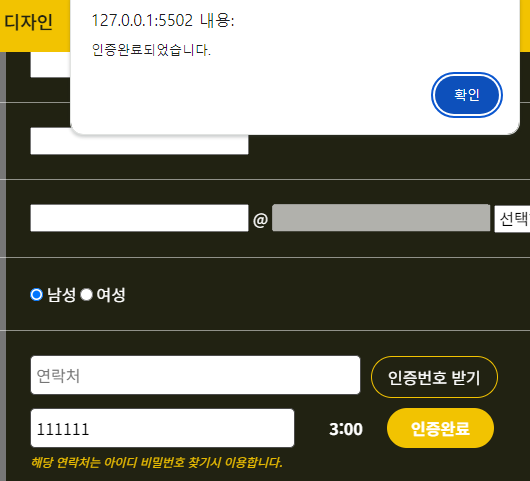 디자인
127.0.0.1:5502 내용:
인증완료되었습니다.
확인
@
선택
남성 여성
연락처
인증번호 받기
111111
3:00
인증완료
해당 연락처는 아이디 비밀번호 찾기시 이용합니다.